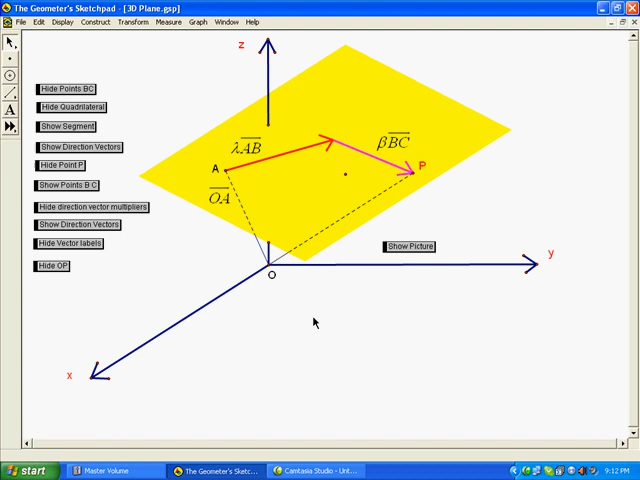 The Geometer's Sketchpad - [3D Plane.gsp]
File Edit Display Construct Transform Measure Graph Window Help
A
Hide Points BC
Hide Quadrilateral
Show Segment
Show Direction Vectors
Hide Point P
Show Points B C
Hide direction vector multipliers
Show Direction Vectors
Hide Vector labels
Hide OP
z
λAB
βBC
A
P
OA
Show Picture
y
O
x
start
Master Volume
The Geometer's Sketc...
Camtasia Studio - Unt...
9:12 PM